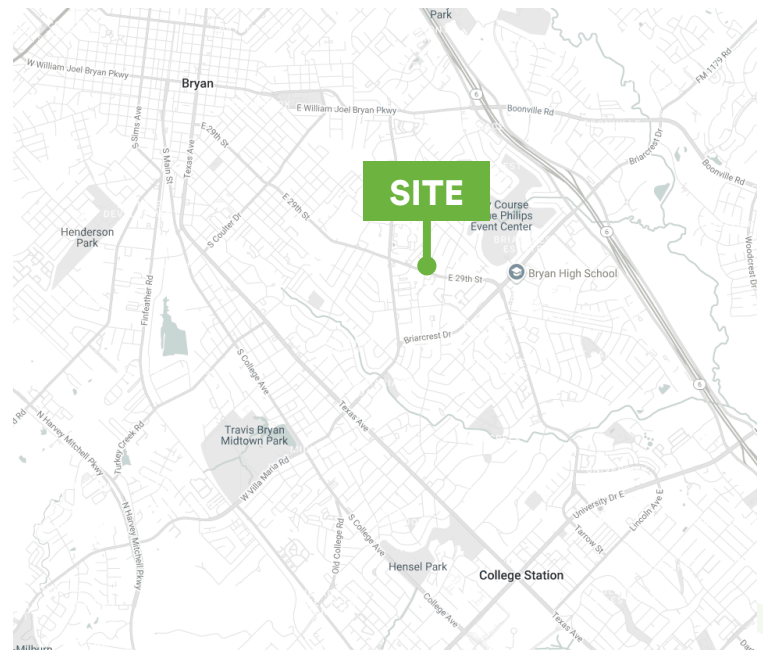 Park
W William Joel Bryan Pkwy
Bryan
FM 1179 Rd
6
E William Joel Bryan Pkwy
Boonville Rd
S Sims Ave
S Main St
Texas Ave
E 29th St
Briarcrest Dr
Boonville Rd
SITE
E 29th St
Course
Phillips
Event Center
Henderson
Park
S Coulter Dr
6
Woodcrest Dr
Finfeather Rd
E 29th St
Bryan High School
Briarcrest Dr
S College Ave
6
Texas Ave
Rd
N Harvey Mitchell Pkwy
Turkey Creek Rd
Travis Bryan
Midtown Park
W Villa Maria Rd
N Harvey Mitchell Pkwy
Old College Rd
S College Ave
University Dr E
Lincoln Ave E
Tarrow St
Hensel Park
College Station
College Ave
Texas Ave